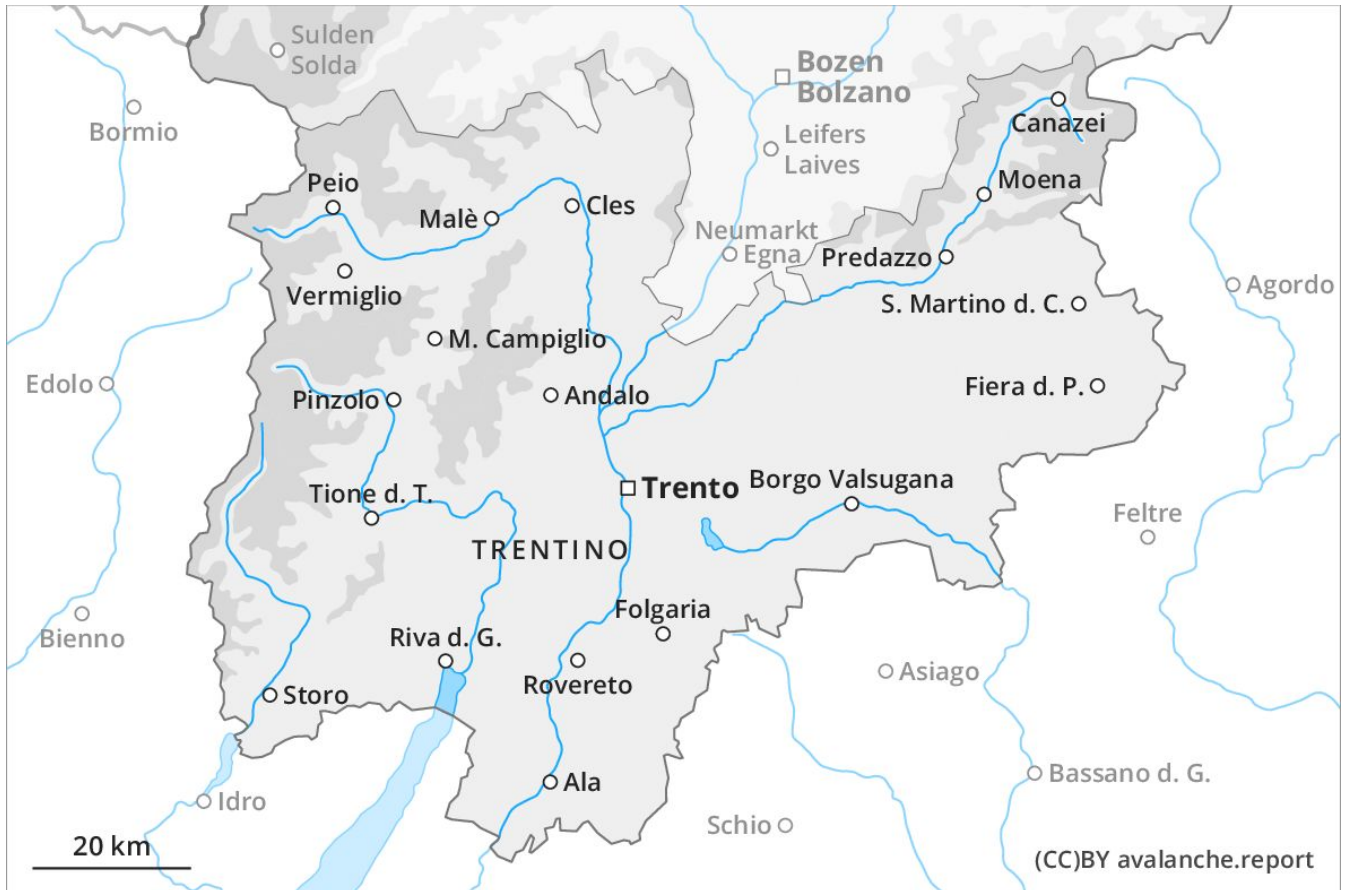 Sulden
Solda
Bozen
Bolzano
Bormio
Canazei
Leifers
Laives
Peio
Moena
Malè
Cles
Neumarkt
Egna
Predazzo
Vermiglio
Agordo
S. Martino d. C.
M. Campiglio
Edolo
Pinzolo
Andalo
Fiera d. P.
Trento
Borgo Valsugana
Tione d. T.
Feltre
TRENTINO
Folgaria
Bienno
Riva d. G.
Asiago
Rovereto
Storo
Bassano d. G.
Ala
Idro
Schio
20 km
(CC)BY avalanche.report